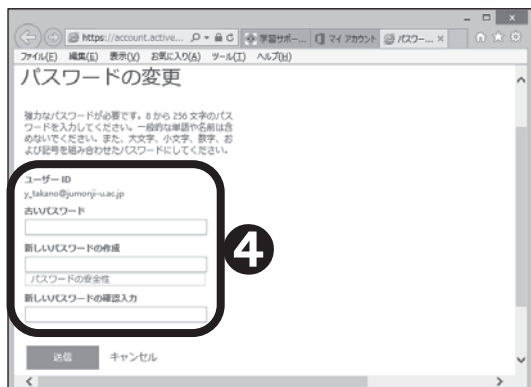 https://account.active...
学習サポー...
マイ アカウント
パスワー...
ファイル(F) 編集(E) 表示(V) お気に入り(A) ツール(T) ヘルプ(H)
パスワードの変更
強力なパスワードが必要です。8 から 256 文字のパス
ワードを入力してください。一般的な単語や名前は含
めないでください。また、大文字、小文字、数字、お
よび記号を組み合わせたパスワードにしてください。
ユーザー ID
y_takano@jumonji-u.ac.jp
古いパスワード
新しいパスワードの作成
パスワードの安全性
新しいパスワードの確認入力
4
送信 キャンセル